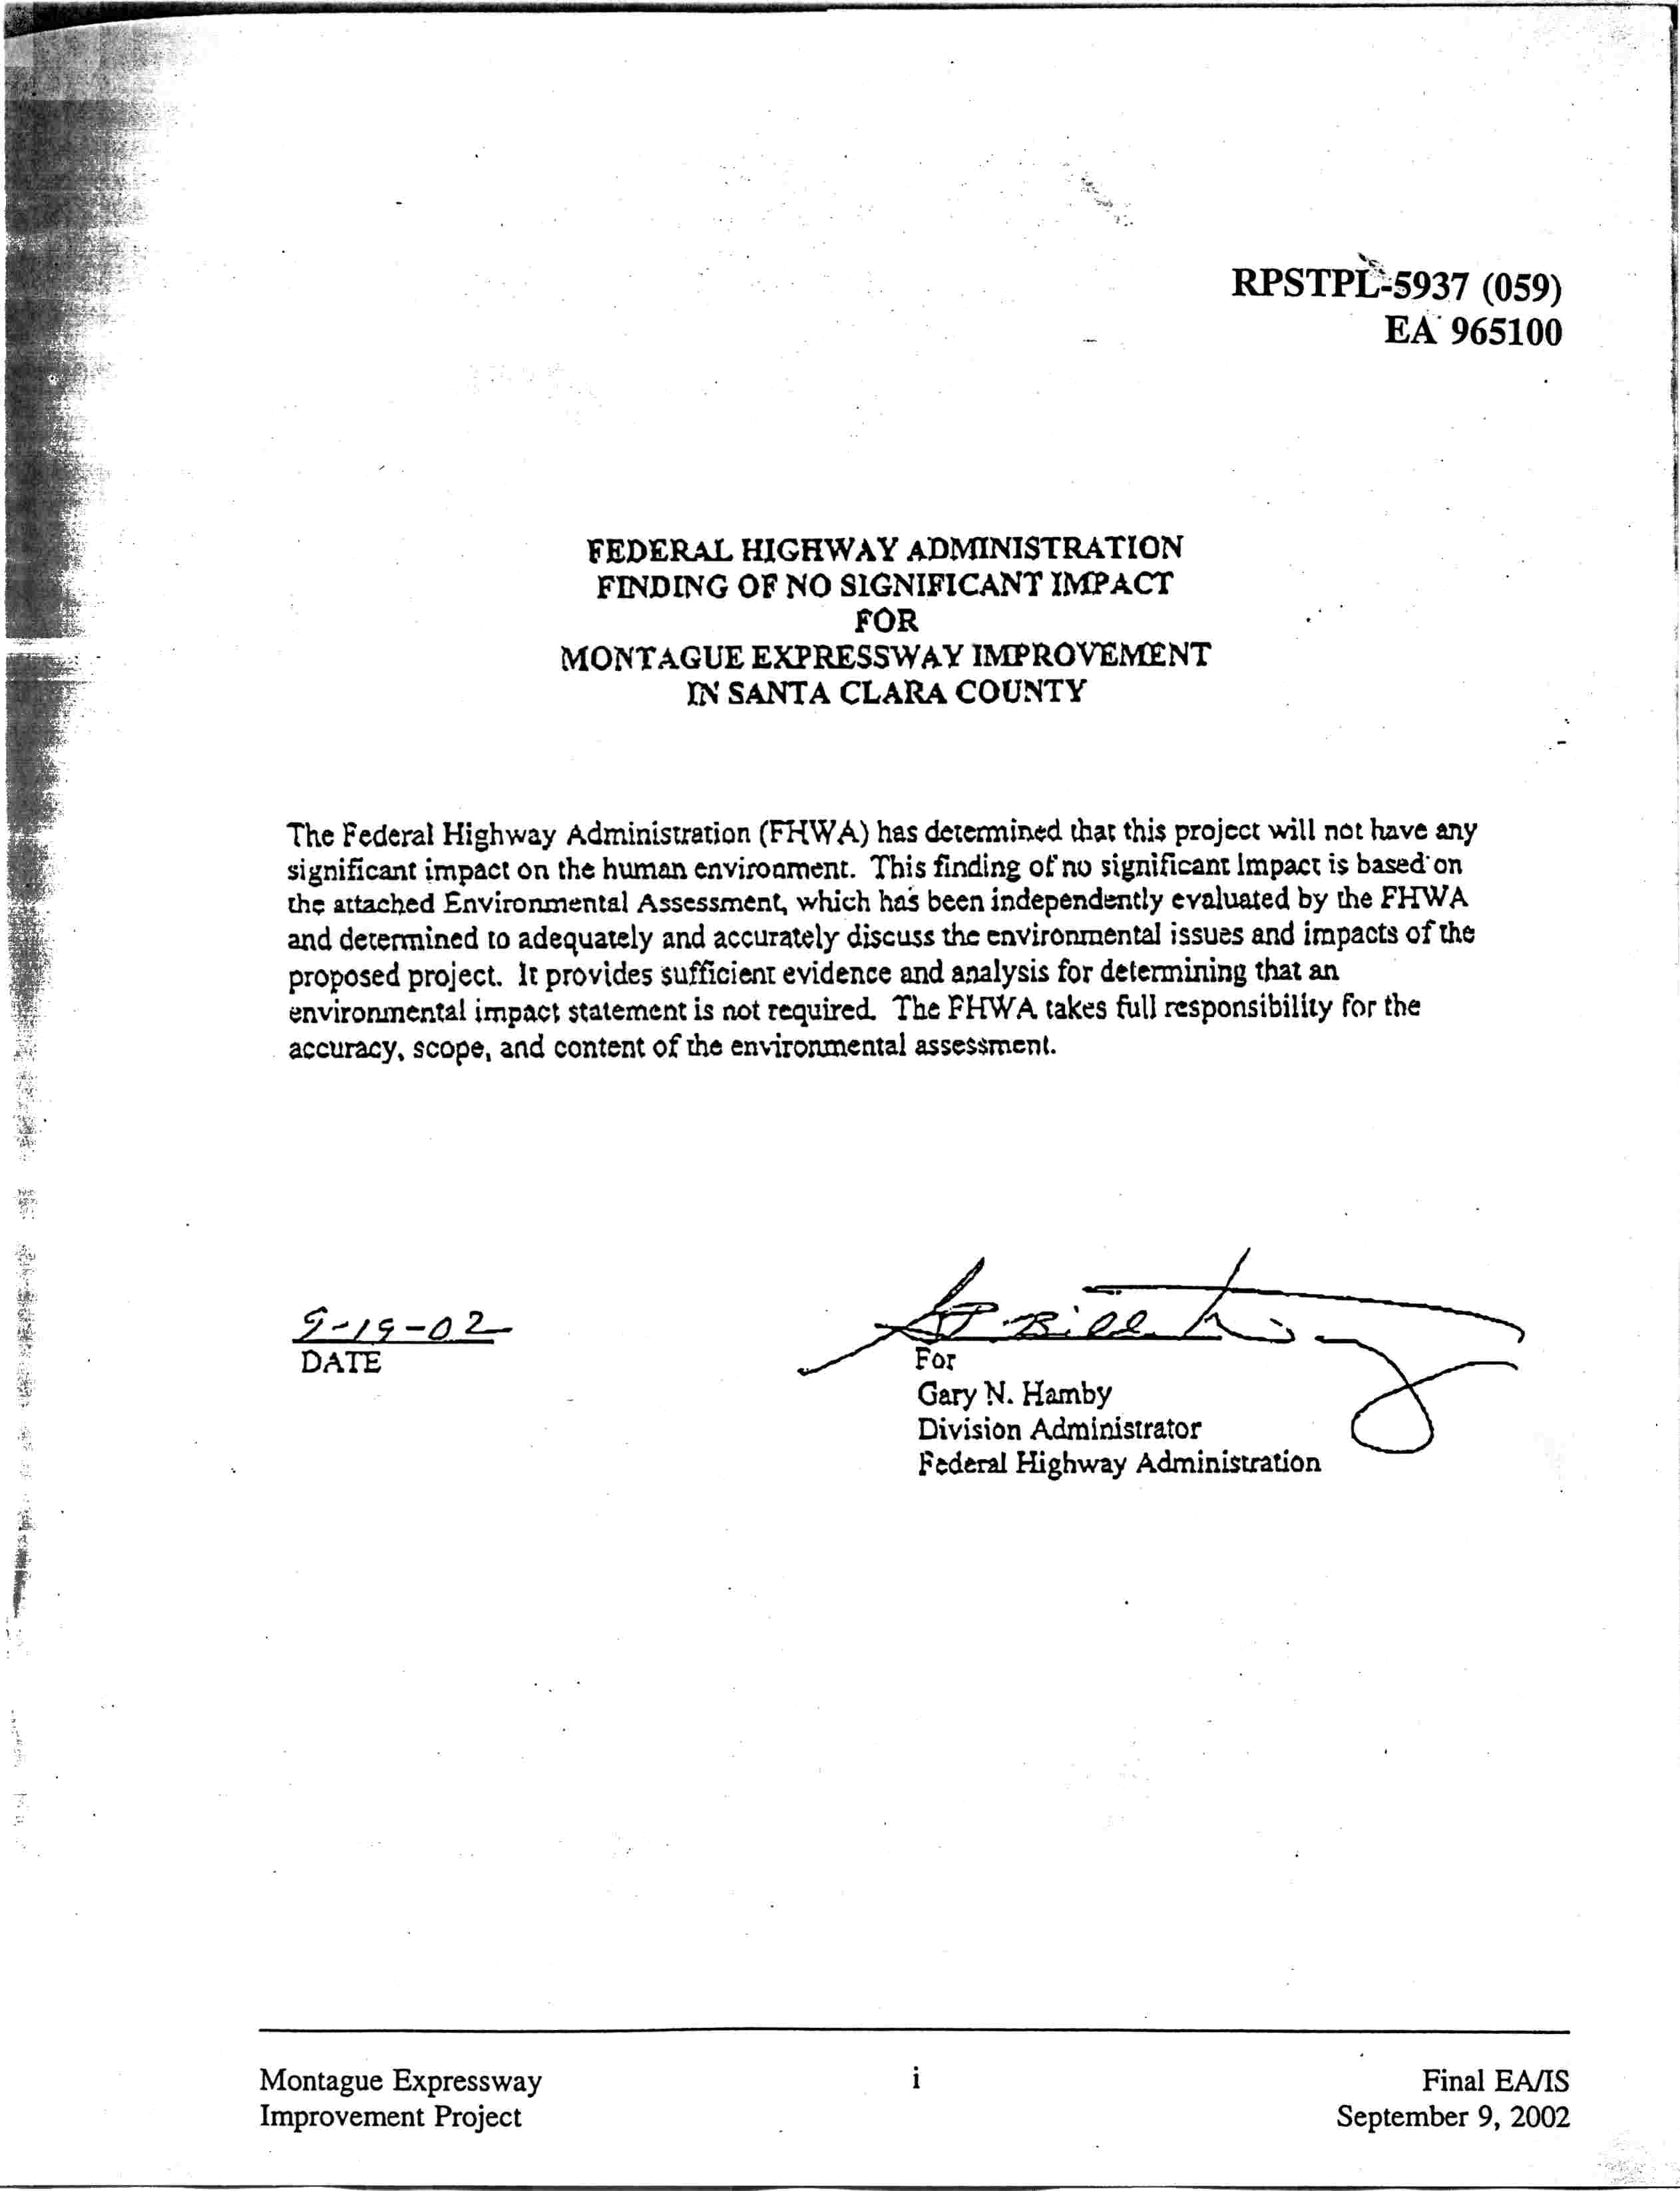 RPSTPL-5937 (059)
EA 965100
FEDERAL HIGHWAY ADMINISTRATION
FINDING OF NO SIGNIFICANT IMPACT
FOR
MONTAGUE EXPRESSWAY IMPROVEMENT
IN SANTA CLARA COUNTY
The Federal Highway Administration (FHWA) has determined that this project will not have any
significant impact on the human environment. This finding of no significant impact is based on
the attached Environmental Assessment, which has been independently evaluated by the FHWA
and determined to adequately and accurately discuss the environmental issues and impacts of the
proposed project. It provides sufficient evidence and analysis for determining that an
environmental impact statement is not required. The FHWA takes full responsibility for the
accuracy, scope, and content of the environmental assessment.
9-19-02
DATE
For
Gary N. Hamby
Division Administrator
Federal Highway Administration
Montague Expressway
Improvement Project
i
Final EA/IS
September 9, 2002